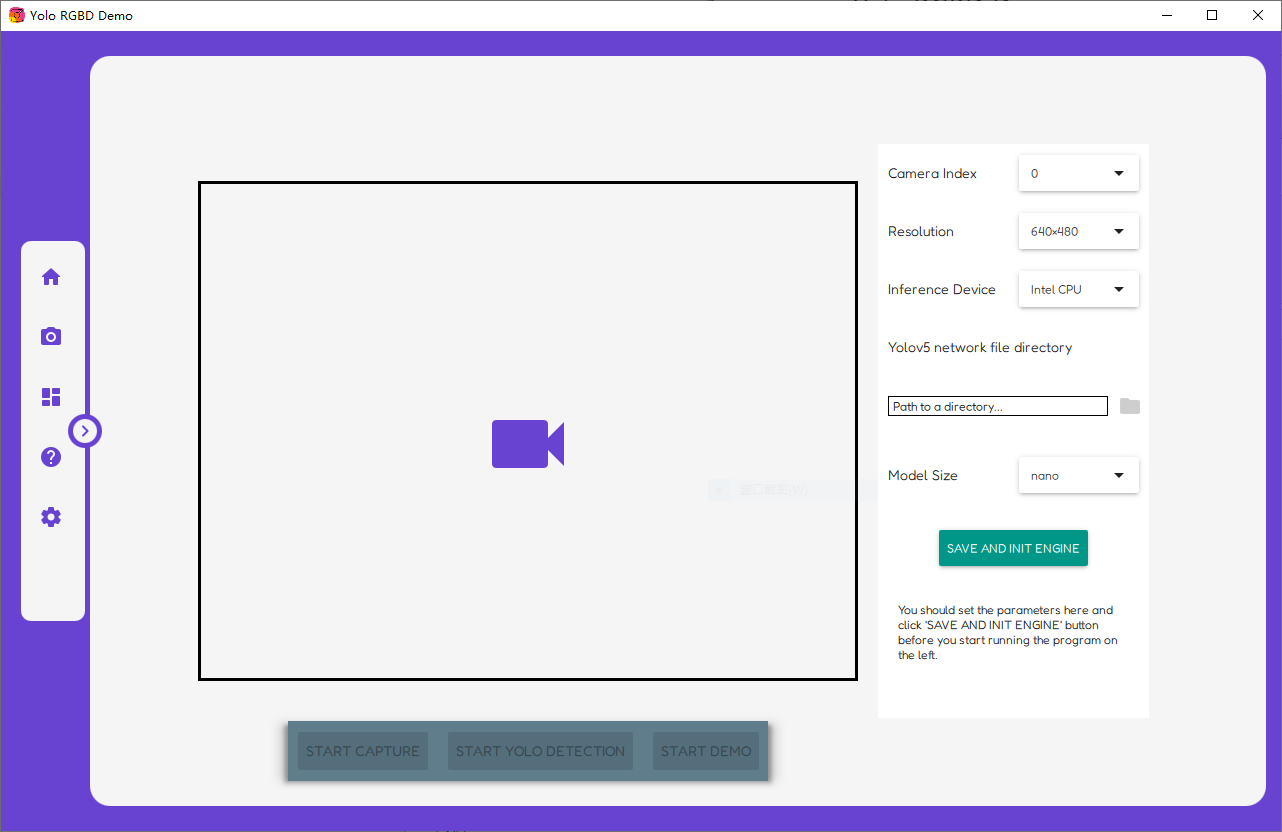 Yolo RGBD Demo
Camera Index
0
Resolution
640x480
Inference Device
Intel CPU
Yolov5 network file directory
Path to a directory...
Model Size
nano
SAVE AND INIT ENGINE
You should set the parameters here and
click 'SAVE AND INIT ENGINE' button
before you start running the program on
the left.
START CAPTURE
START YOLO DETECTION
START DEMO